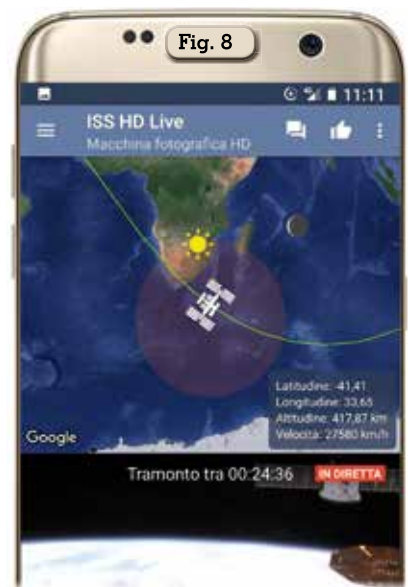 Fig. 8
11:11
ISS HD Live
Macchina fotografica HD
Latitudine: -41,41
Longitudine: 33,65
Altitudine: 417,87 km
Velocità: 27580 km/h
Google
Tramonto tra 00:24:36 IN DIRETTA